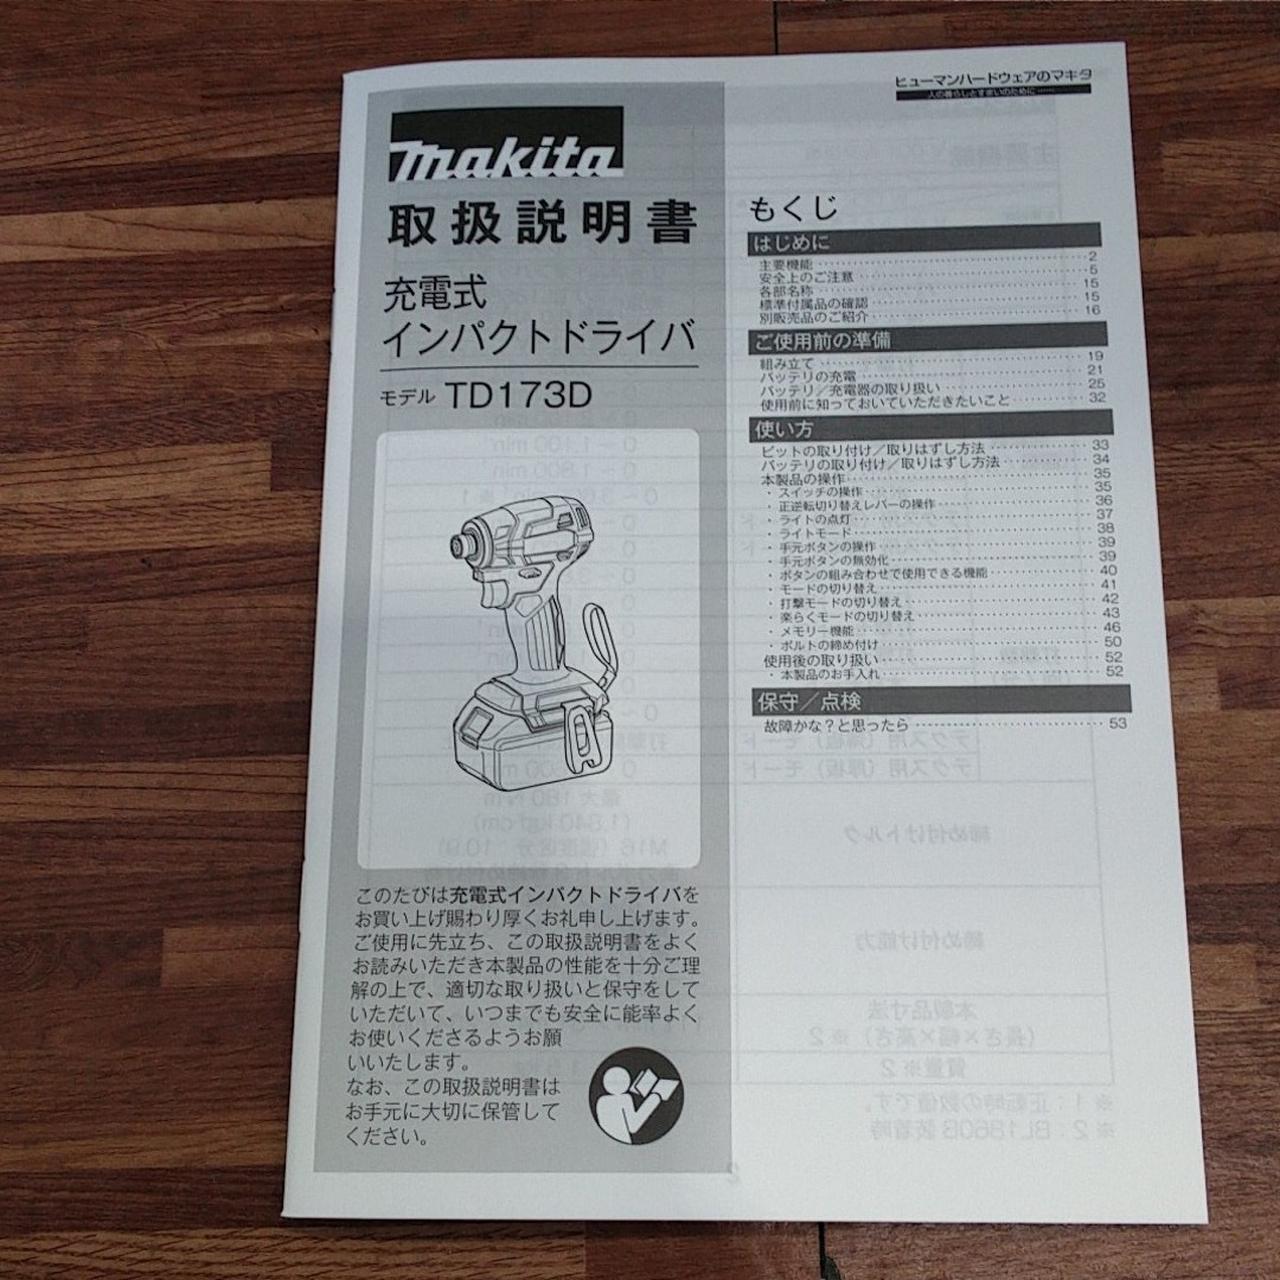 makita
取扱説明書
充電式
インパクトドライバ
モデル TD173D
このたびは充電式インパクトドライバを
お買い上げ賜わり厚くお礼申し上げます。
ご使用に先立ち、この取扱説明書をよく
お読みいただき本製品の性能を十分ご理
解の上で、適切な取り扱いと保守をして
いただいて、いつまでも安全に能率よく
お使いくださるようお願
いいたします。
なお、この取扱説明書は
お手元に大切に保管して
ください。
ヒューマンハードウェアのマキタ
人の暮らしとすまいのために ……
もくじ
はじめに
主要機能 2
安全上のご注意 5
各部名称 15
標準付属品の確認 15
別販売品のご紹介 16
ご使用前の準備
組み立て 19
バッテリの充電 21
バッテリ／充電器の取り扱い 25
使用前に知っておいていただきたいこと 32
使い方
ビットの取り付け／取りはずし方法 33
バッテリの取り付け／取りはずし方法 34
本製品の操作 35
・ スイッチの操作 35
・ 正逆転切り替えレバーの操作 36
・ ライトの点灯 37
・ ライトモード 38
・ 手元ボタンの操作 39
・ 手元ボタンの無効化 39
・ ボタンの組み合わせで使用できる機能 40
・ モードの切り替え 41
・ 打撃モードの切り替え 42
・ 楽らくモードの切り替え 43
・ メモリー機能 46
・ ボルトの締め付け 50
使用後の取り扱い 52
・ 本製品のお手入れ 52
保守／点検
故障かな？と思ったら 53